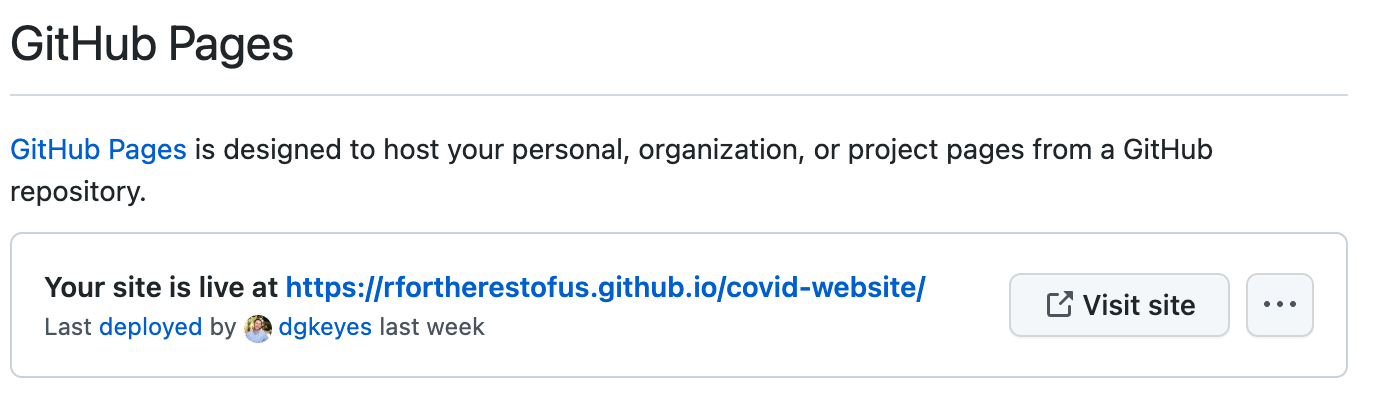 GitHub Pages
GitHub Pages is designed to host your personal, organization, or project pages from a GitHub
repository.
Your site is live at https://rfortherestofus.github.io/covid-website/
Last deployed by dgkeyes last week
Visit site